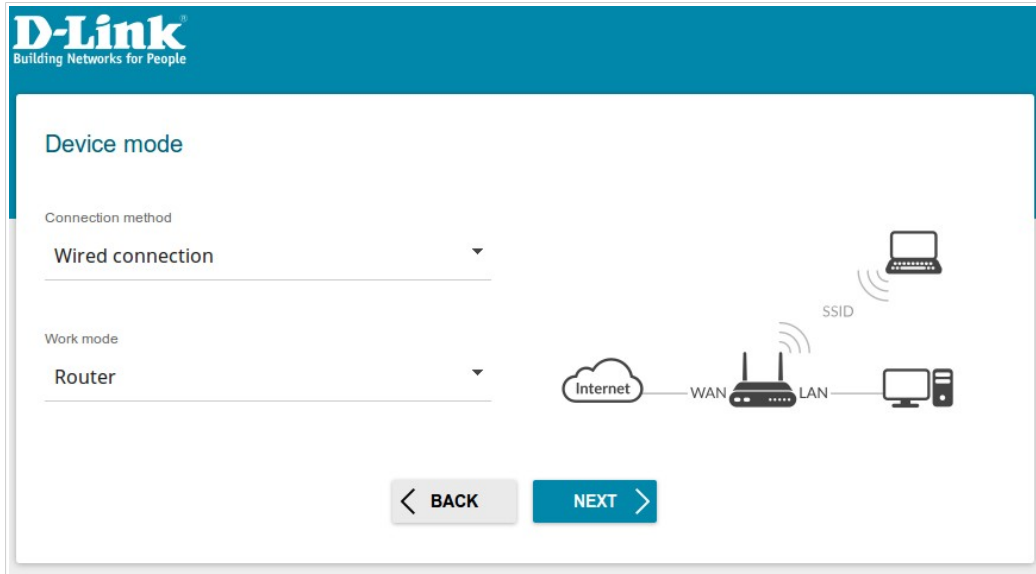 D-Link®
Building Networks for People
Device mode
Connection method
Wired connection
Work mode
Router
SSID
Internet
WAN
LAN
BACK
NEXT